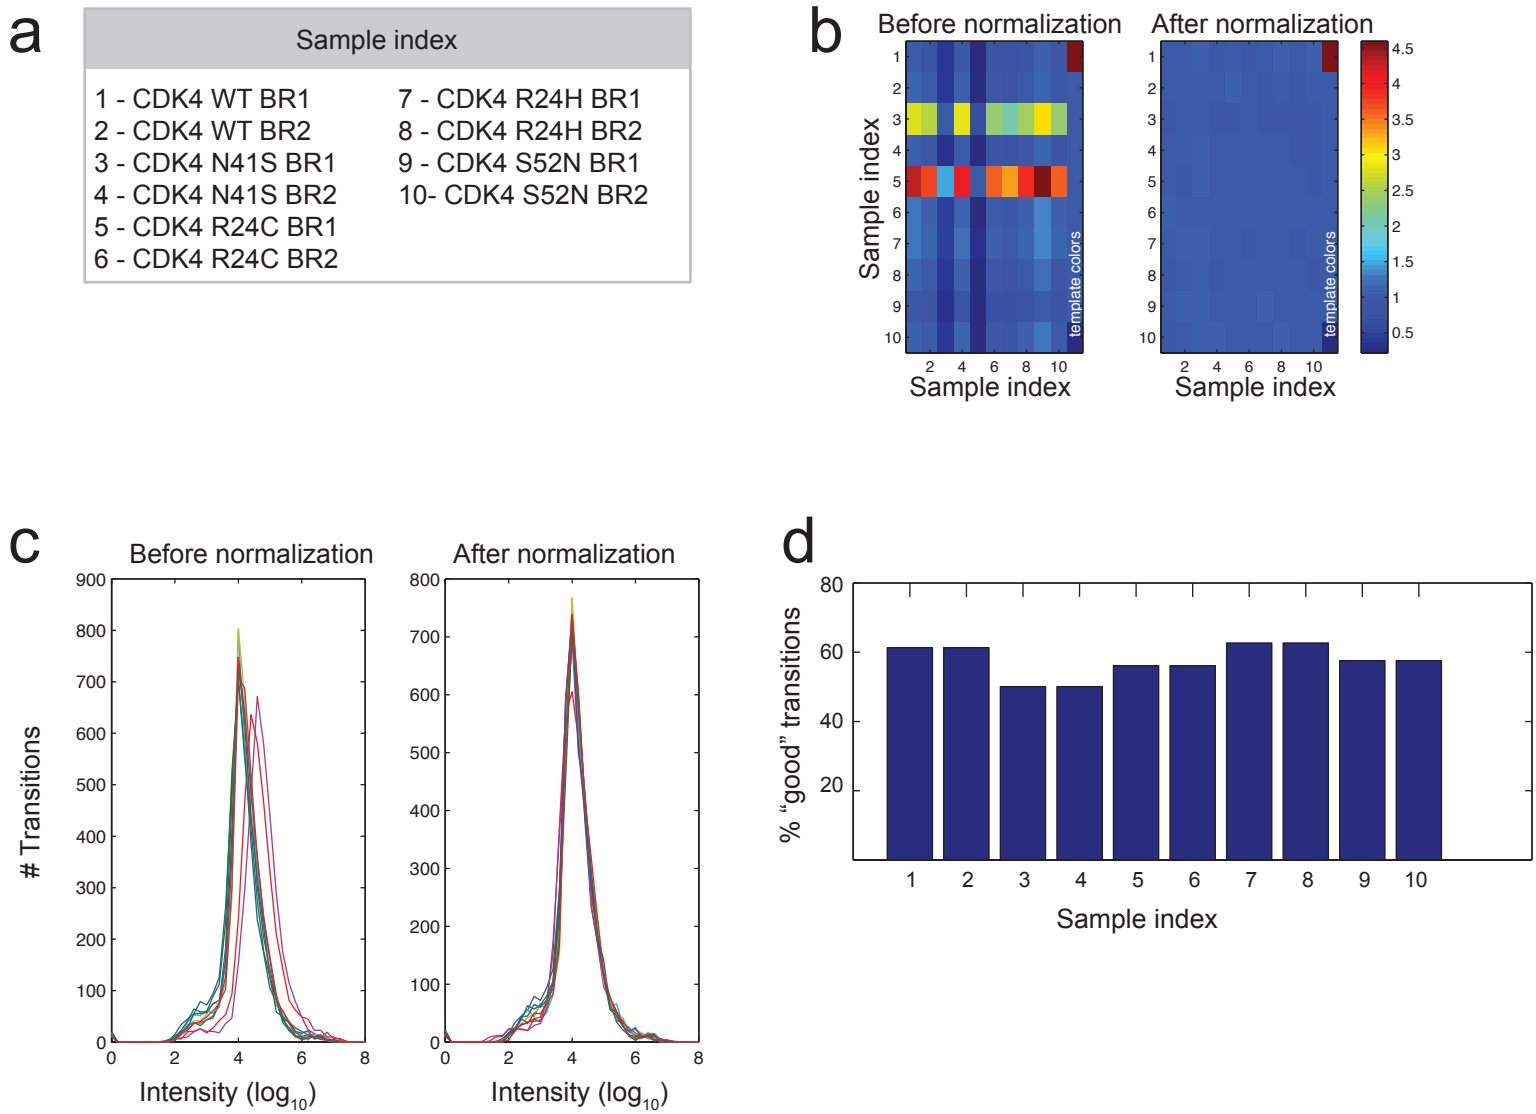 a
Sample index
1 - CDK4 WT BR1
2 - CDK4 WT BR2
3 - CDK4 N41S BR1
4 - CDK4 N41S BR2
5 - CDK4 R24C BR1
6 - CDK4 R24C BR2
7 - CDK4 R24H BR1
8 - CDK4 R24H BR2
9 - CDK4 S52N BR1
10- CDK4 S52N BR2
b
Before normalization
Sample index
1
2
3
4
5
6
7
8
9
10
template colors
2 4 6 8 10
Sample index
After normalization
1
2
3
4
5
6
7
8
9
10
template colors
2 4 6 8 10
Sample index
4.5
4
3.5
3
2.5
2
1.5
1
0.5
c
Before normalization
# Transitions
900
800
700
600
500
400
300
200
100
0
0 2 4 6 8
Intensity (log10)
After normalization
800
700
600
500
400
300
200
100
0
0 2 4 6 8
Intensity (log10)
d
% “good” transitions
80
60
40
20
1 2 3 4 5 6 7 8 9 10
Sample index